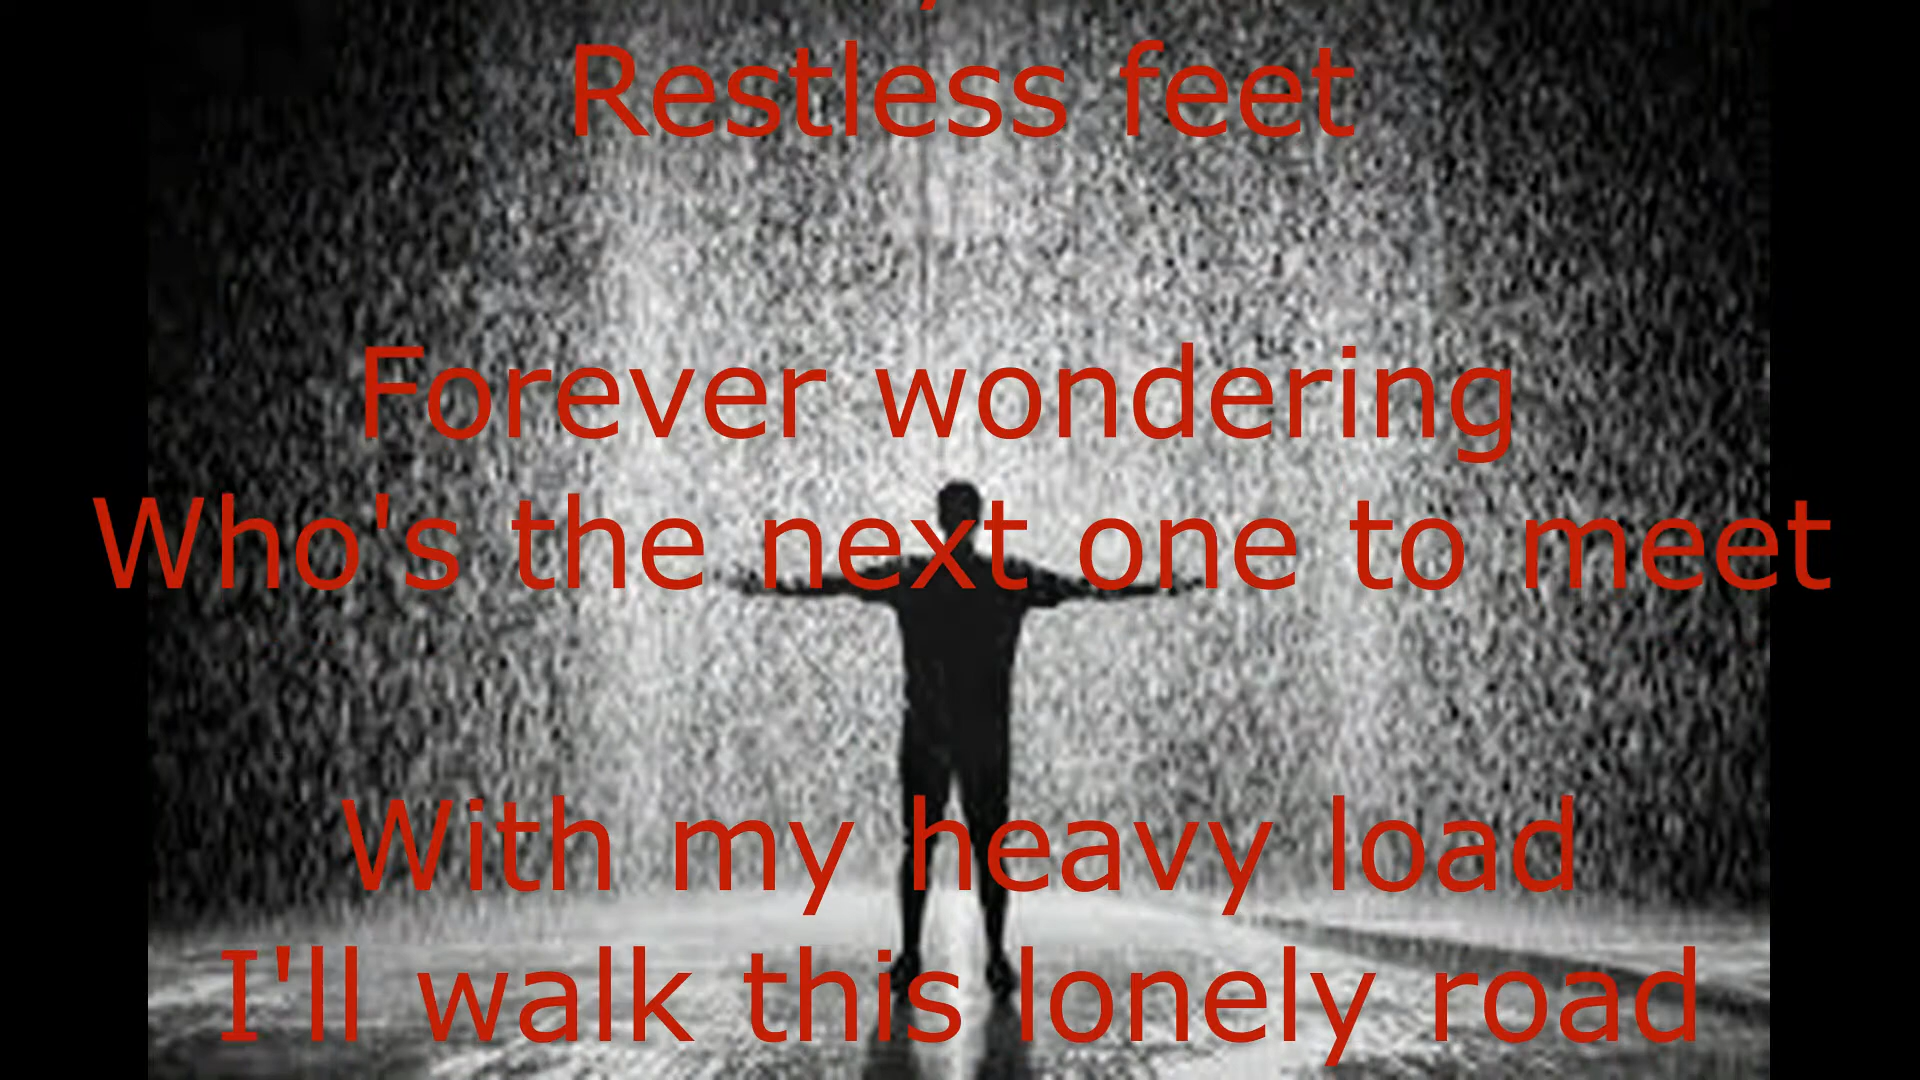 Restless feet
Forever wondering
Who's the next one to meet
With my heavy load
I'll walk this lonely road